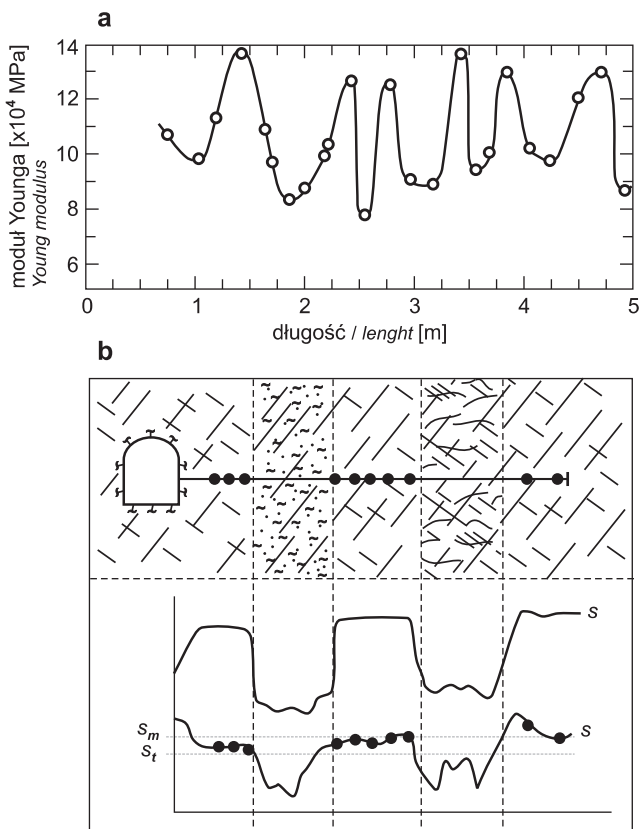 a
moduł Younga [x10⁴ MPa]
Young modulus
14
12
10
8
6
0
1
2
3
4
5
długość / lenght [m]
b
s
s
sₘ
sₜ